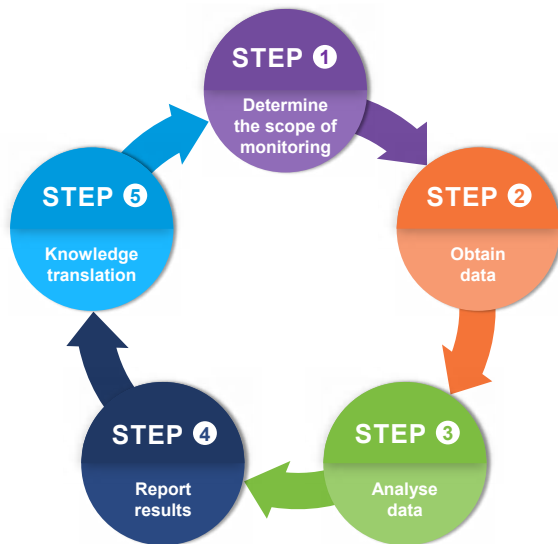 STEP 1
Determine
the scope of
monitoring
STEP 2
Obtain
data
STEP 3
Analyse
data
STEP 4
Report
results
STEP 5
Knowledge
translation